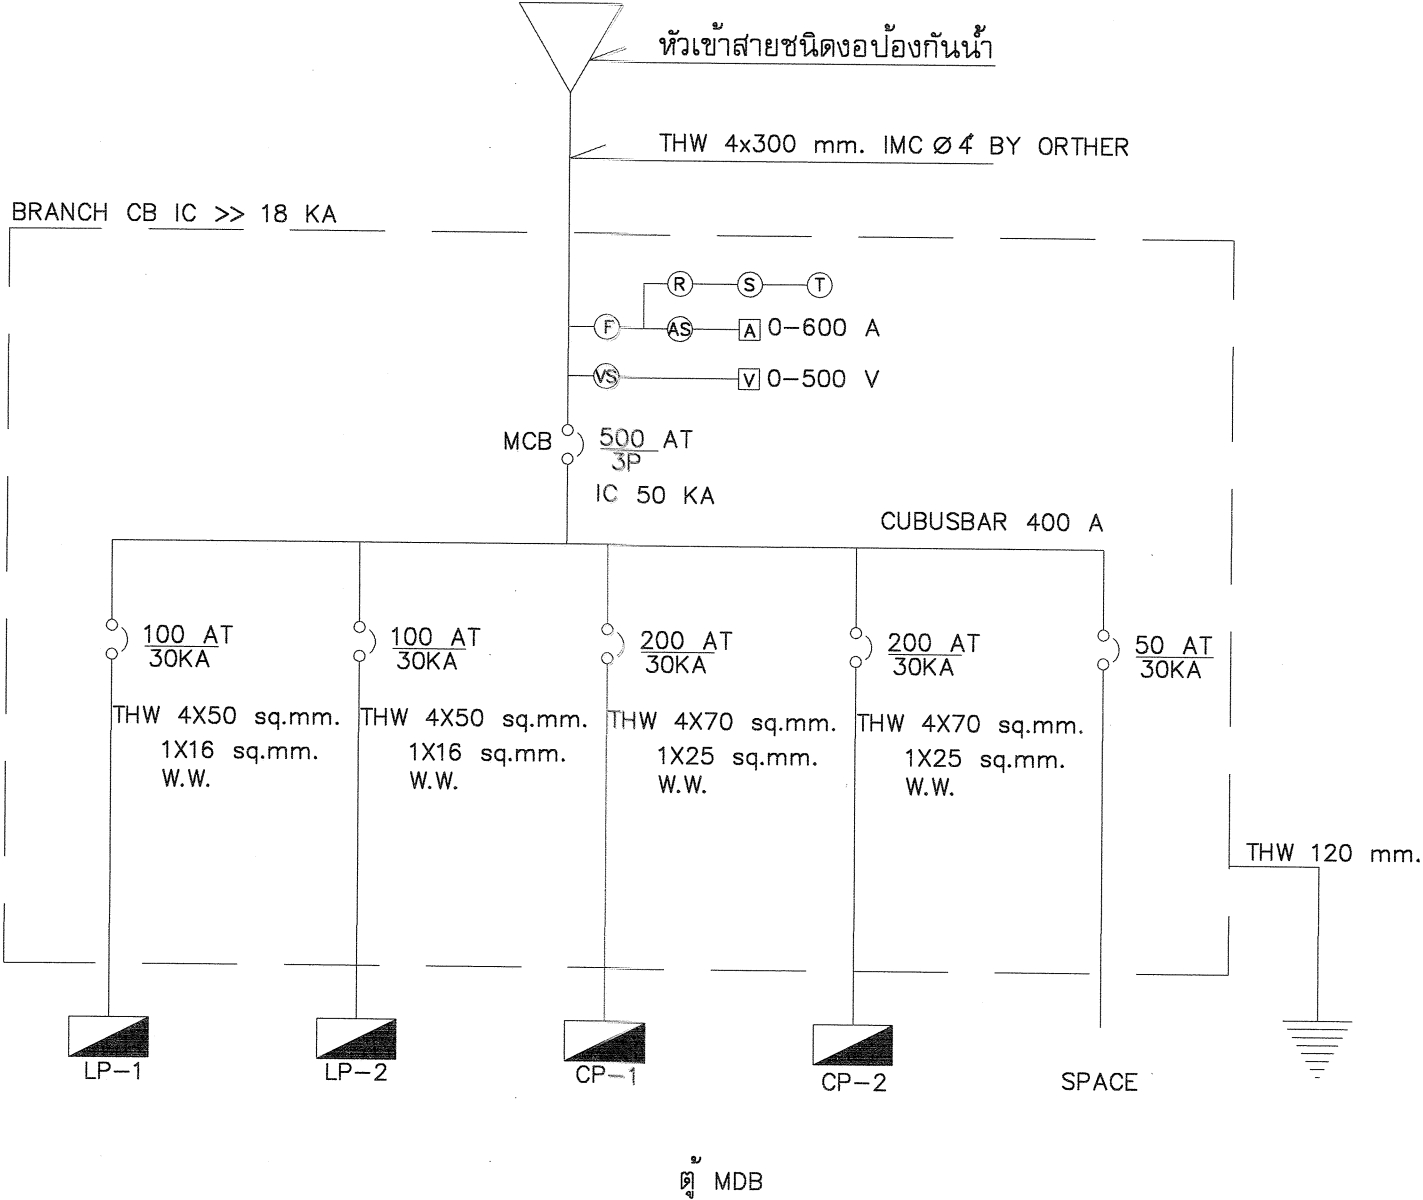 หัวเข้าสายชนิดงอป้องกันน้ำ
THW 4x300 mm. IMC Ø 4" BY ORTHER
BRANCH CB IC >> 18 KA
R S T
F AS A 0-600 A
VS V 0-500 V
MCB 500 AT
3P
IC 50 KA
CUBUSBAR 400 A
100 AT
30KA
100 AT
30KA
200 AT
30KA
200 AT
30KA
50 AT
30KA
THW 4X50 sq.mm.
1X16 sq.mm.
W.W.
THW 4X50 sq.mm.
1X16 sq.mm.
W.W.
THW 4X70 sq.mm.
1X25 sq.mm.
W.W.
THW 4X70 sq.mm.
1X25 sq.mm.
W.W.
THW 120 mm.
LP-1
LP-2
CP-1
CP-2
SPACE
ตู้ MDB